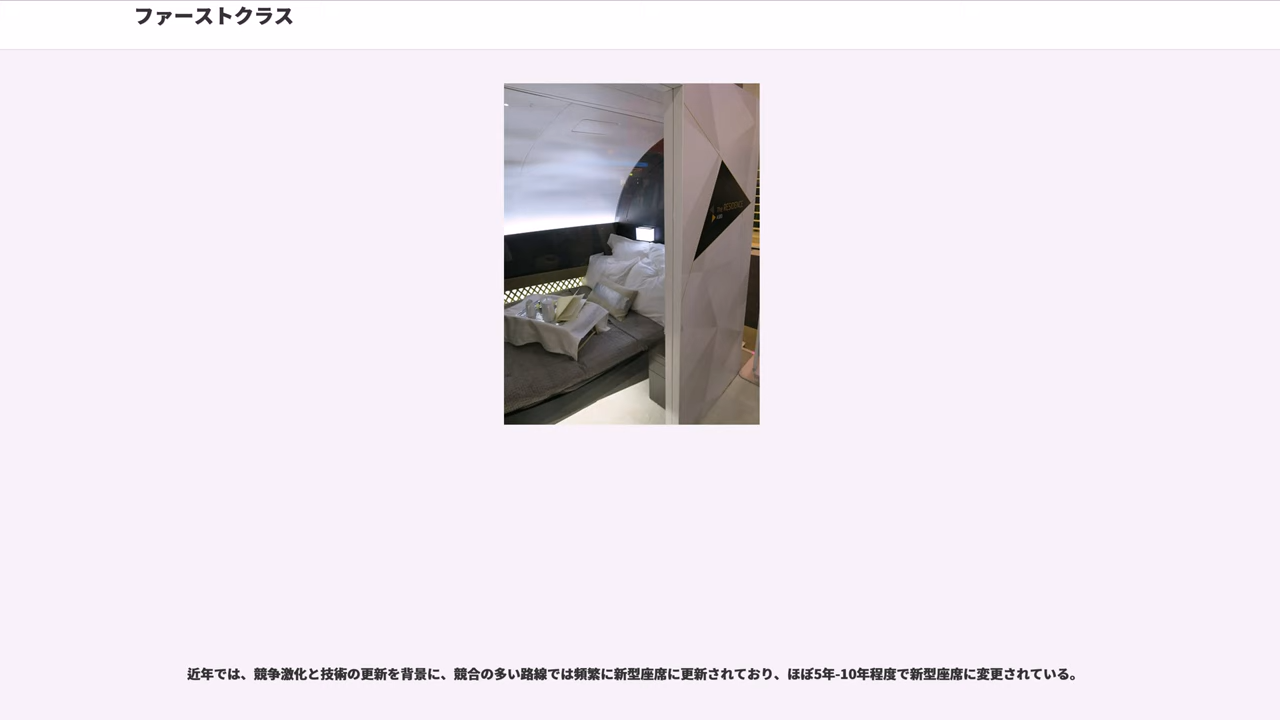 ファーストクラス
The RESIDENCE
近年では、競争激化と技術の更新を背景に、競合の多い路線では頻繁に新型座席に更新されており、ほぼ5年-10年程度で新型座席に変更されている。